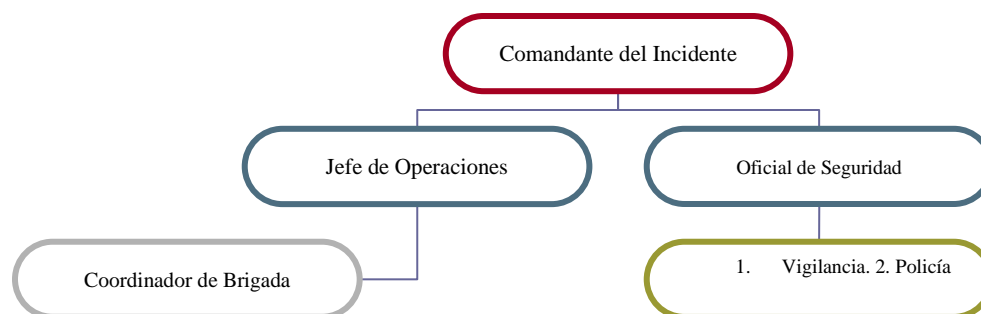 Comandante del Incidente
Jefe de Operaciones
Oficial de Seguridad
Coordinador de Brigada
1. Vigilancia. 2. Policía